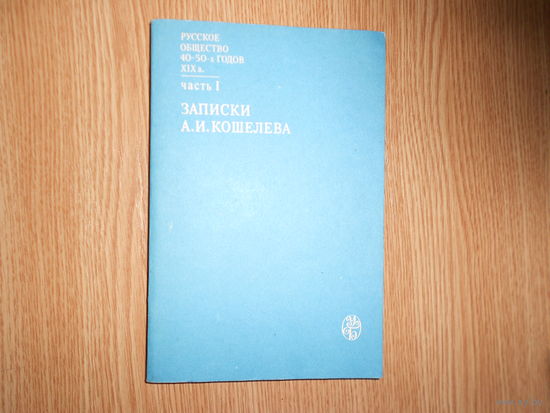 РУССКОЕ
ОБЩЕСТВО
40-50-х ГОДОВ
XIX в.
часть I
ЗАПИСКИ
А.И.КОШЕЛЕВА